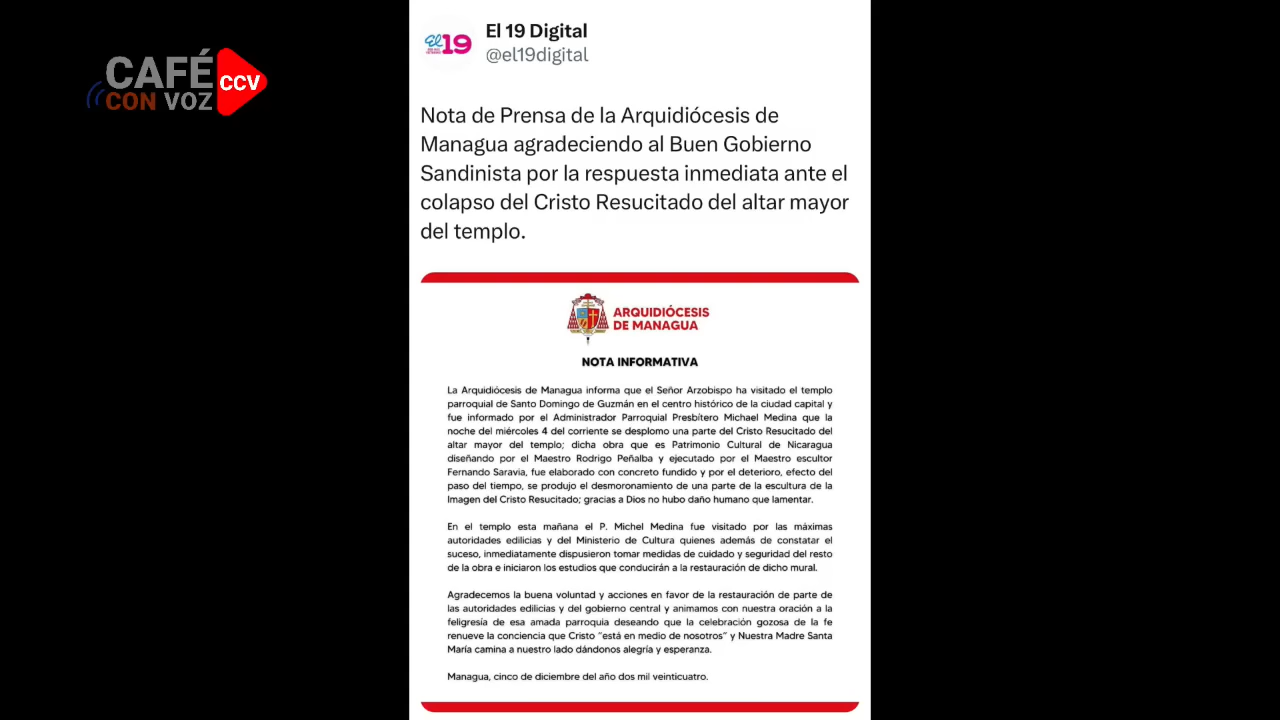 CAFÉ
CON VOZ
CCV
El 19
El 19 Digital
@el19digital
Nota de Prensa de la Arquidiócesis de
Managua agradeciendo al Buen Gobierno
Sandinista por la respuesta inmediata ante el
colapso del Cristo Resucitado del altar mayor
del templo.
ARQUIDIÓCESIS
DE MANAGUA
NOTA INFORMATIVA
La Arquidiócesis de Managua informa que el Señor Arzobispo ha visitado el templo
parroquial de Santo Domingo de Guzmán en el centro histórico de la ciudad capital y
fue informado por el Administrador Parroquial Presbítero Michael Medina que la
noche del miércoles 4 del corriente se desplomo una parte del Cristo Resucitado del
altar mayor del templo; dicha obra que es Patrimonio Cultural de Nicaragua
diseñando por el Maestro Rodrigo Peñalba y ejecutado por el Maestro escultor
Fernando Saravia, fue elaborado con concreto fundido y por el deterioro, efecto del
paso del tiempo, se produjo el desmoronamiento de una parte de la escultura de la
Imagen del Cristo Resucitado; gracias a Dios no hubo daño humano que lamentar.
En el templo esta mañana el P. Michel Medina fue visitado por las máximas
autoridades edilicias y del Ministerio de Cultura quienes además de constatar el
suceso, inmediatamente dispusieron tomar medidas de cuidado y seguridad del resto
de la obra e iniciaron los estudios que conducirán a la restauración de dicho mural.
Agradecemos la buena voluntad y acciones en favor de la restauración de parte de
las autoridades edilicias y del gobierno central y animamos con nuestra oración a la
feligresía de esa amada parroquia deseando que la celebración gozosa de la fe
renueve la conciencia que Cristo "está en medio de nosotros" y Nuestra Madre Santa
María camina a nuestro lado dándonos alegría y esperanza.
Managua, cinco de diciembre del año dos mil veinticuatro.